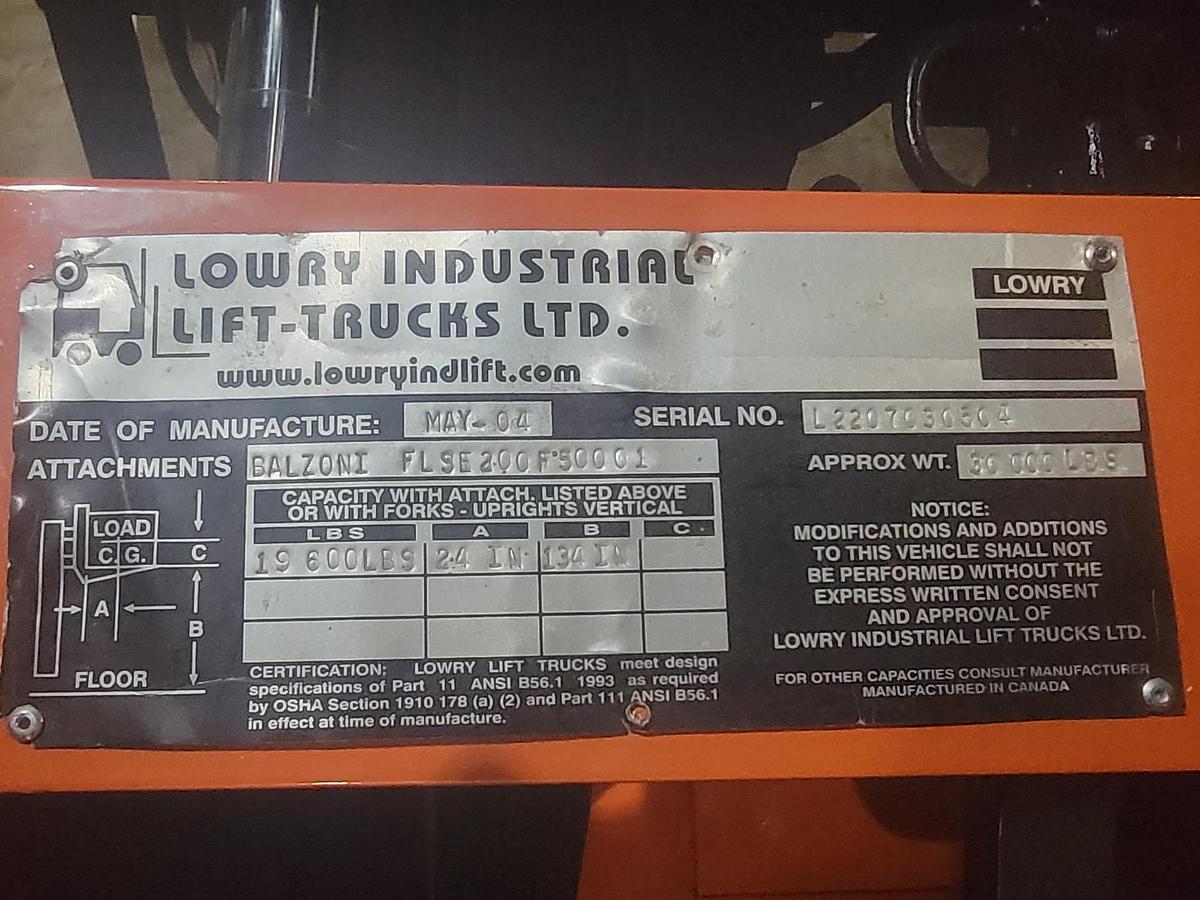 LOWRY INDUSTRIAL
LIFT-TRUCKS LTD.
www.lowryindlift.com
LOWRY
DATE OF MANUFACTURE: MAY-04
SERIAL NO.
ATTACHMENTS BALZONI
APPROX WT. LBS
CAPACITY WITH ATTACH. LISTED ABOVE
OR WITH FORKS - UPRIGHTS VERTICAL
LBS A B C
19 600LBS 24 IN 134 IN
LOAD
C.G. C
A
B
FLOOR
CERTIFICATION: LOWRY LIFT TRUCKS meet design
specifications of Part 11 ANSI B56.1 1993 as required
by OSHA Section 1910 178 (a) (2) and Part 111 ANSI B56.1
in effect at time of manufacture.
NOTICE:
MODIFICATIONS AND ADDITIONS
TO THIS VEHICLE SHALL NOT
BE PERFORMED WITHOUT THE
EXPRESS WRITTEN CONSENT
AND APPROVAL OF
LOWRY INDUSTRIAL LIFT TRUCKS LTD.
FOR OTHER CAPACITIES CONSULT MANUFACTURER
MANUFACTURED IN CANADA